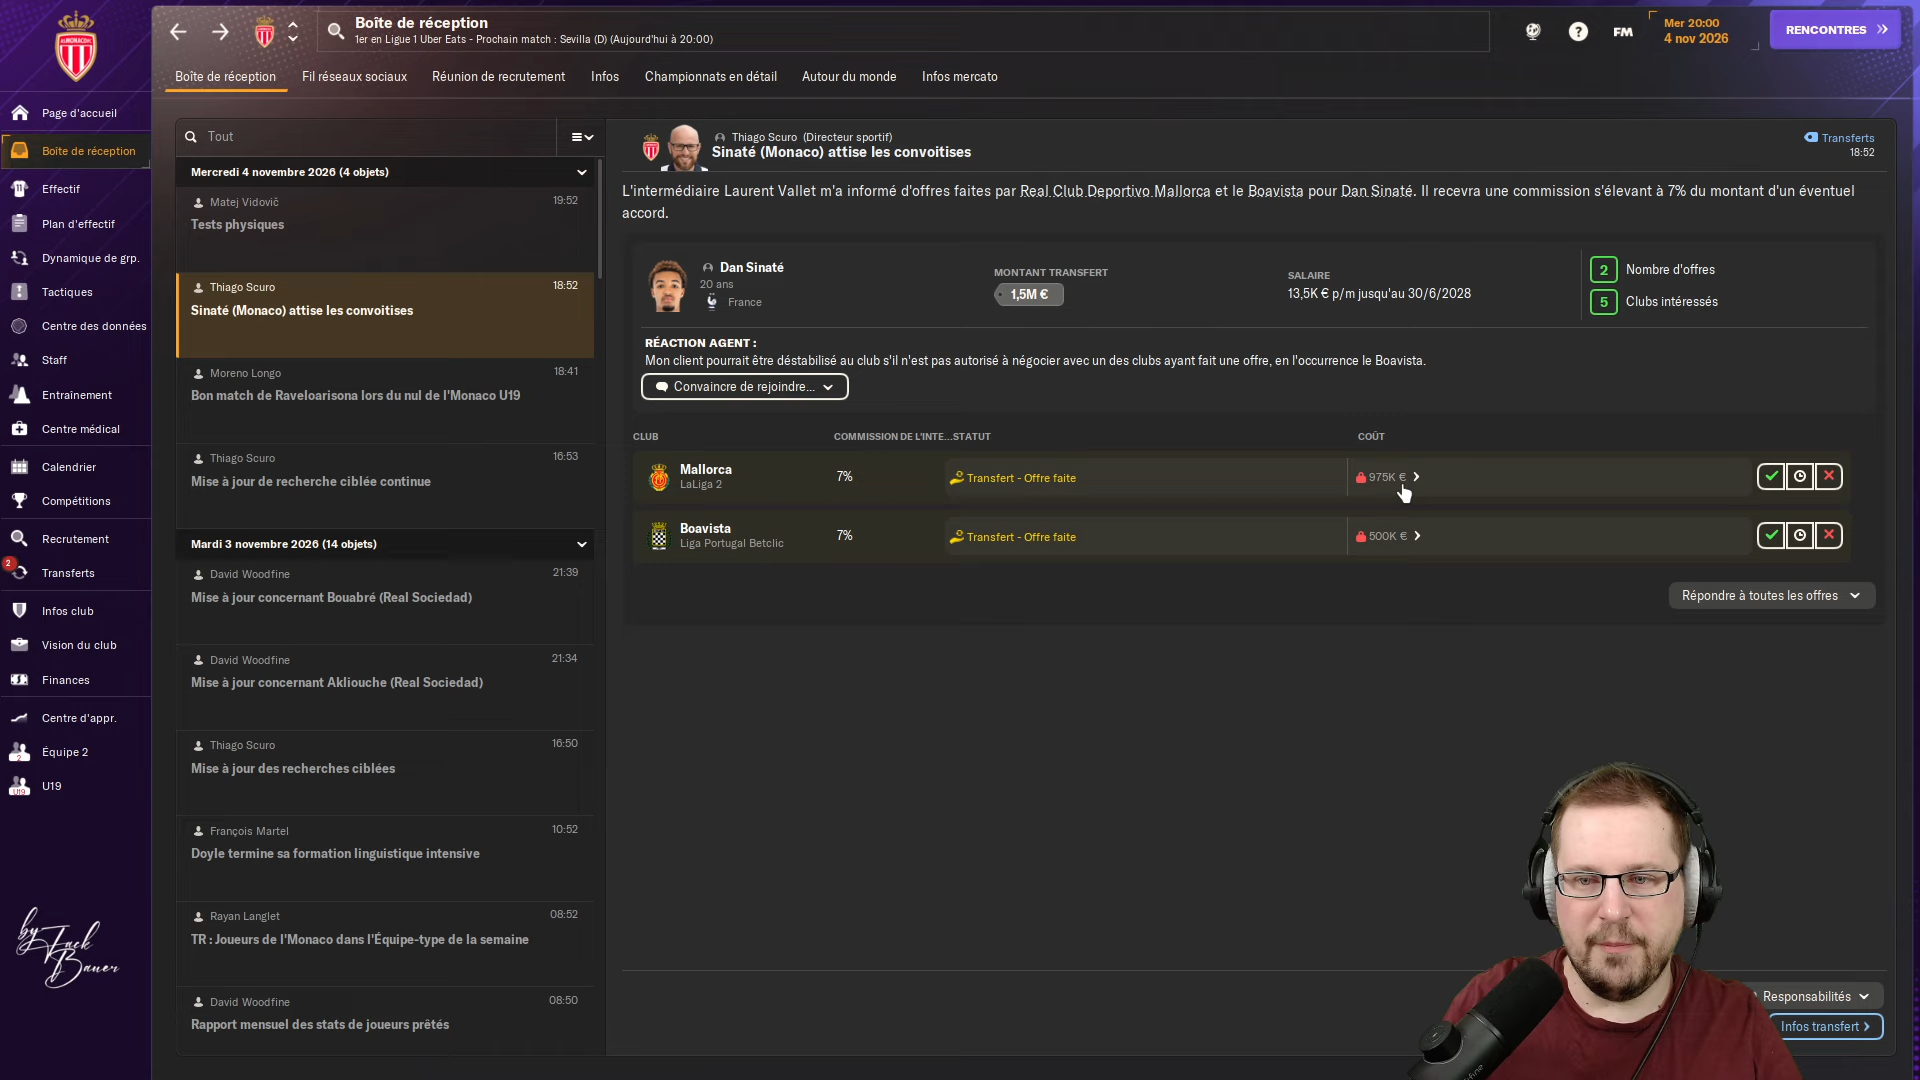 Boîte de réception
1er en Ligue 1 Uber Eats - Prochain match : Sevilla (D) (Aujourd'hui à 20:00)
FM
Mer 20:00
4 nov 2026
RENCONTRES
Boîte de réception
Fil réseaux sociaux
Réunion de recrutement
Infos
Championnats en détail
Autour du monde
Infos mercato
Page d'accueil
Boîte de réception
Effectif
Plan d'effectif
Dynamique de grp.
Tactiques
Centre des données
Staff
Entraînement
Centre médical
Calendrier
Compétitions
Recrutement
2
Transferts
Infos club
Vision du club
Finances
Centre d'appr.
2
Équipe 2
U19
U19
by Jack
Bauer
Tout
Mercredi 4 novembre 2026 (4 objets)
Matej Vidovič 19:52
Tests physiques
Thiago Scuro 18:52
Sinaté (Monaco) attise les convoitises
Moreno Longo 18:41
Bon match de Raveloarisona lors du nul de l'Monaco U19
Thiago Scuro 16:53
Mise à jour de recherche ciblée continue
Mardi 3 novembre 2026 (14 objets)
David Woodfine 21:39
Mise à jour concernant Bouabré (Real Sociedad)
David Woodfine 21:34
Mise à jour concernant Akliouche (Real Sociedad)
Thiago Scuro 16:50
Mise à jour des recherches ciblées
François Martel 10:52
Doyle termine sa formation linguistique intensive
Rayan Langlet 08:52
TR : Joueurs de l'Monaco dans l'Équipe-type de la semaine
David Woodfine 08:50
Rapport mensuel des stats de joueurs prêtés
Thiago Scuro (Directeur sportif)
Sinaté (Monaco) attise les convoitises
Transferts
18:52
L'intermédiaire Laurent Vallet m'a informé d'offres faites par Real Club Deportivo Mallorca et le Boavista pour Dan Sinaté. Il recevra une commission s'élevant à 7% du montant d'un éventuel
accord.
Dan Sinaté
20 ans
France
MONTANT TRANSFERT
1,5M €
SALAIRE
13,5K € p/m jusqu'au 30/6/2028
2 Nombre d'offres
5 Clubs intéressés
RÉACTION AGENT :
Mon client pourrait être déstabilisé au club s'il n'est pas autorisé à négocier avec un des clubs ayant fait une offre, en l'occurrence le Boavista.
Convaincre de rejoindre...
CLUB COMMISSION DE L'INTE... STATUT COÛT
Mallorca
LaLiga 2
7%
Transfert - Offre faite
975K €
Boavista
Liga Portugal Betclic
7%
Transfert - Offre faite
500K €
Répondre à toutes les offres
Responsabilités
Infos transfert